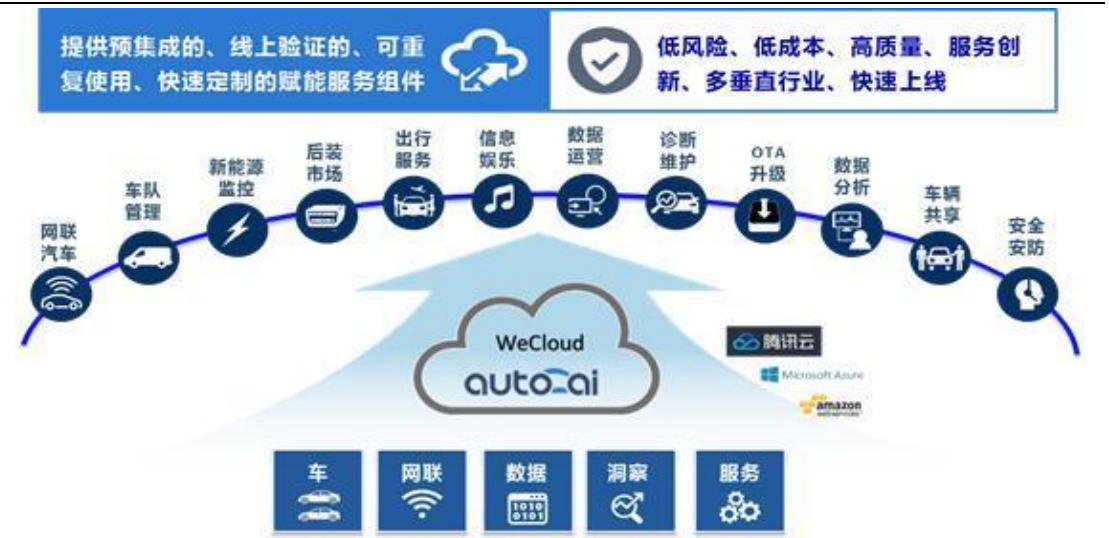 提供预集成的、线上验证的、可重
复使用、快速定制的赋能服务组件
低风险、低成本、高质量、服务创
新、多垂直行业、快速上线
网联
汽车
车队
管理
新能源
监控
后装
市场
出行
服务
信息
娱乐
数据
运营
诊断
维护
OTA
升级
数据
分析
车辆
共享
安全
安防
WeCloud
autoai
腾讯云
Microsoft Azure
amazon
webservices
车
网联
数据
1010
0101
洞察
服务